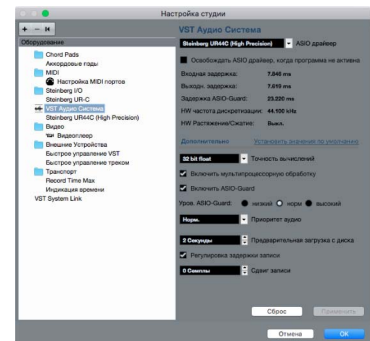 Настройка студии
+ − H
Оборудование
Chord Pads
Аккордовые пэды
MIDI
Настройка MIDI портов
Steinberg I/O
Steinberg UR-C
VST Аудио Система
Steinberg UR44C (High Precision)
Видео
Видеоплеер
Внешние Устройства
Быстрое управление VST
Быстрое управление треком
Транспорт
Record Time Max
Индикация времени
VST System Link
VST Аудио Система
Steinberg UR44C (High Precision) ASIO драйвер
Освобождать ASIO драйвер, когда программа не активна
Входная задержка: 7.846 ms
Выходн. задержка: 7.019 ms
Задержка ASIO-Guard: 23.220 ms
HW частота дискретизации: 44.100 kHz
HW Растяжение/Сжатие: Выкл.
Дополнительно Установить значения по умолчанию
32 bit float Точность вычислений
Включить мультипроцессорную обработку
Включить ASIO-Guard
Уров. ASIO-Guard: низкий норм высокий
Норм. Приоритет аудио
2 Секунды Предварительная загрузка с диска
Регулировка задержки записи
0 Семплы Сдвиг записи
Сброс Применить
Отмена OK